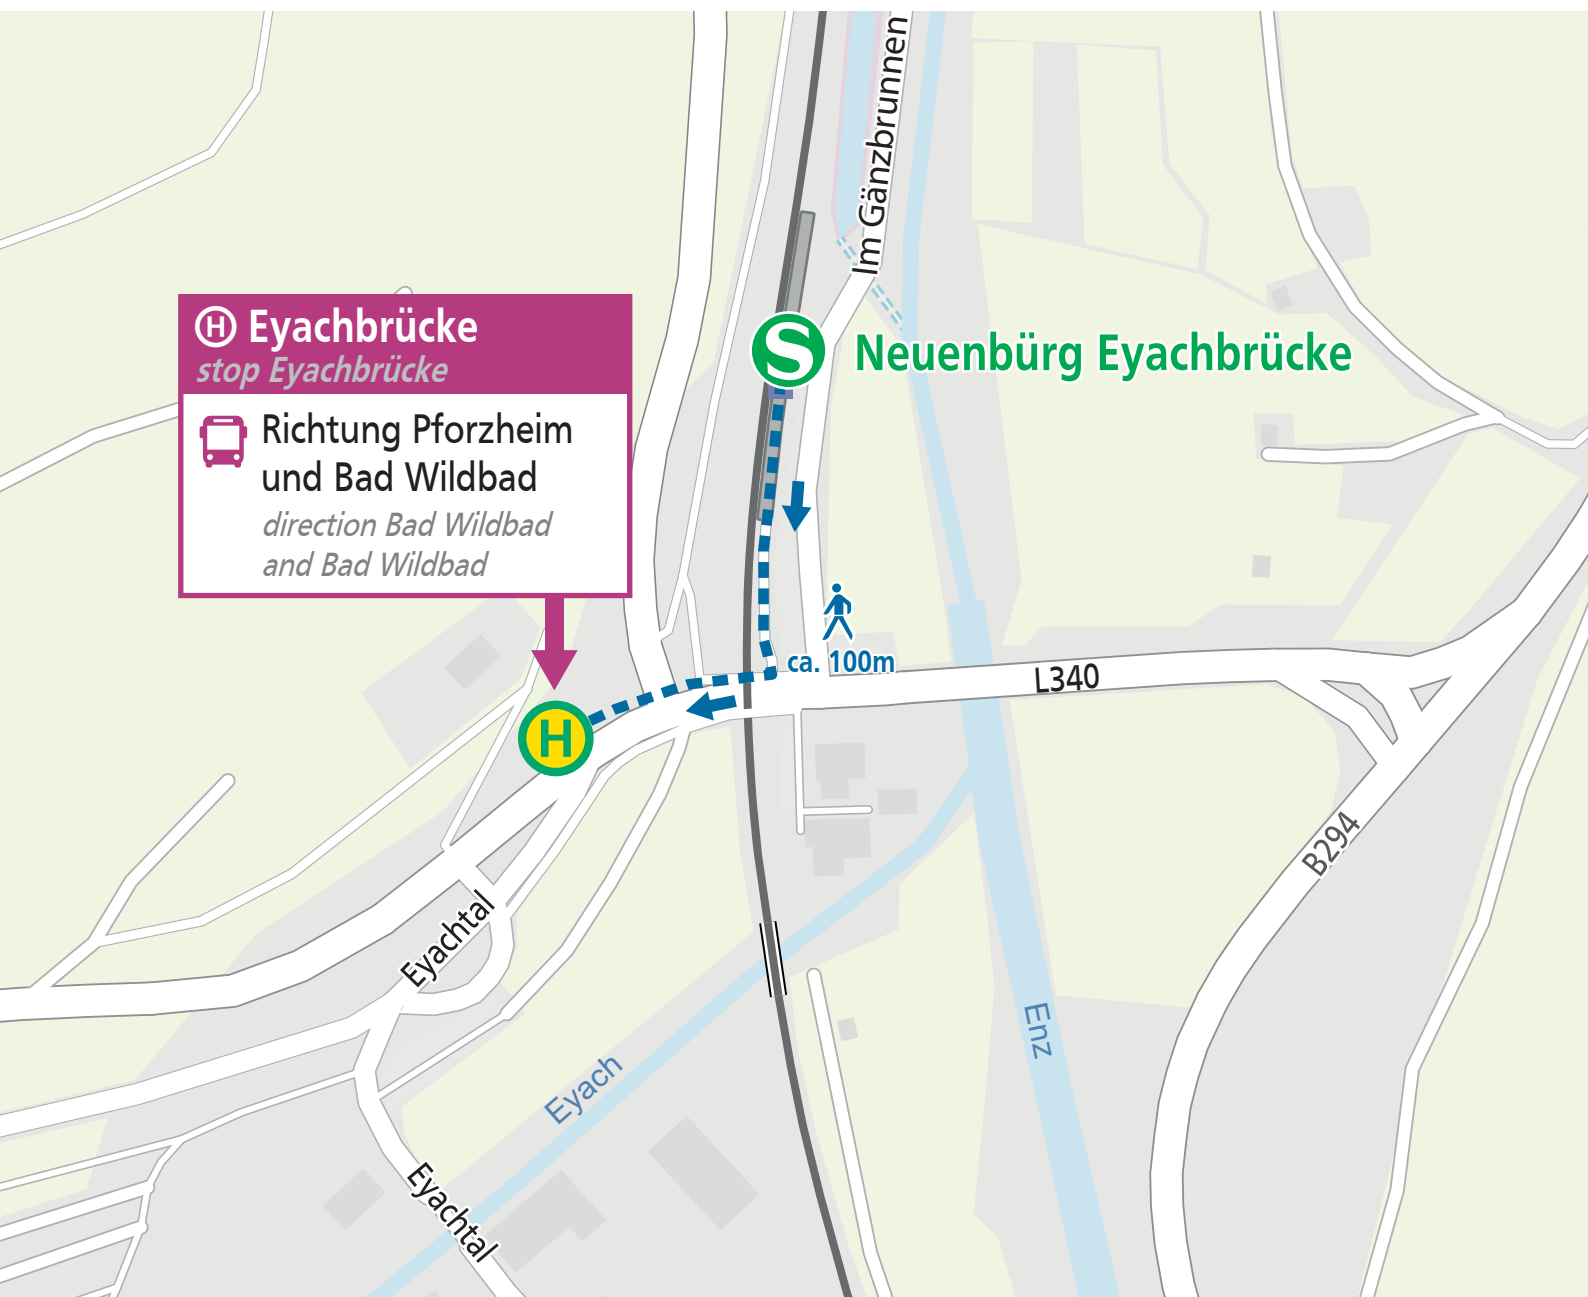 Im Gänzbrunnen
H Eyachbrücke
stop Eyachbrücke
Richtung Pforzheim
und Bad Wildbad
direction Bad Wildbad
and Bad Wildbad
S Neuenbürg Eyachbrücke
ca. 100m
L340
H
B294
Eyachtal
Enz
Eyach
Eyachtal